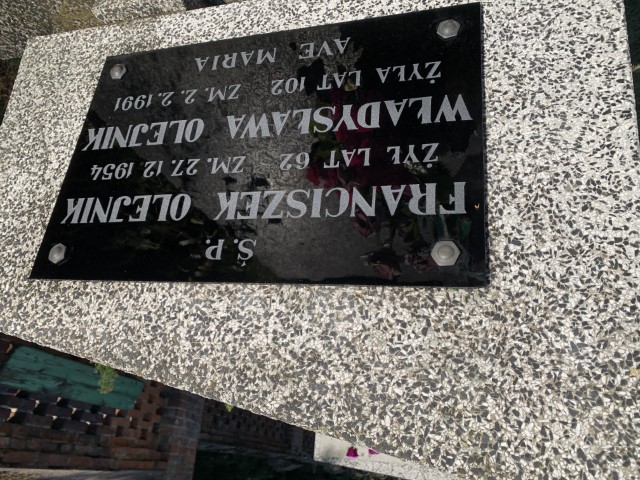 Ś.P.
FRANCISZEK OLEJNIK
ŻYŁ LAT 62 ZM. 27. 12. 1954
WŁADYSŁAWA OLEJNIK
ŻYŁA LAT 102 ZM. 2. 2. 1991
AVE MARIA